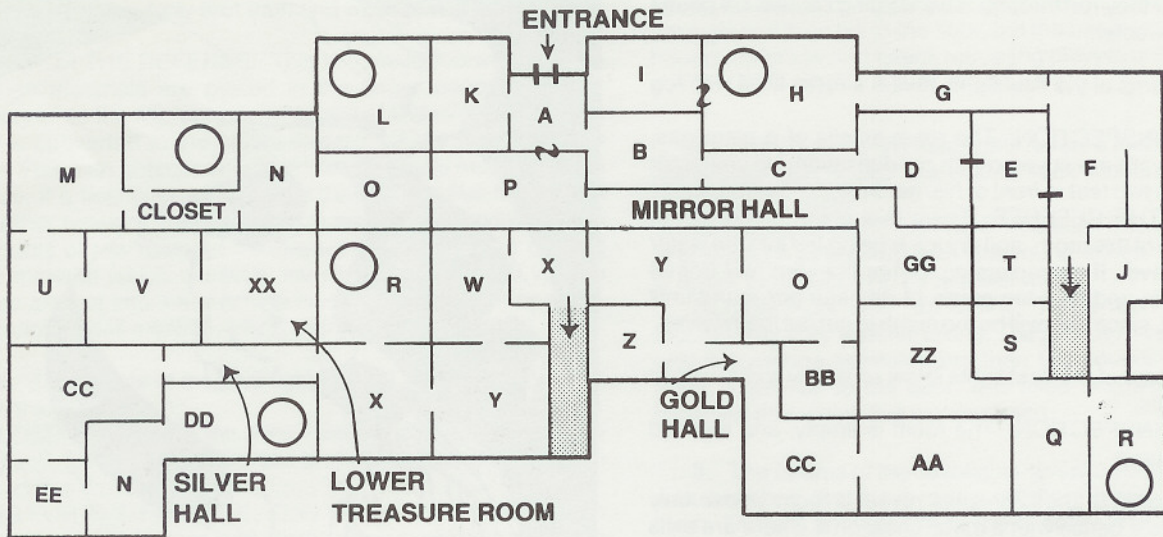 ENTRANCE
I
H
G
L
K
A
M
N
B
C
D
E
F
CLOSET
O
P
MIRROR HALL
U
V
XX
R
W
X
Y
O
GG
T
J
Z
ZZ
S
CC
DD
X
Y
BB
GOLD
HALL
EE
N
SILVER
HALL
LOWER
TREASURE ROOM
CC
AA
Q
R